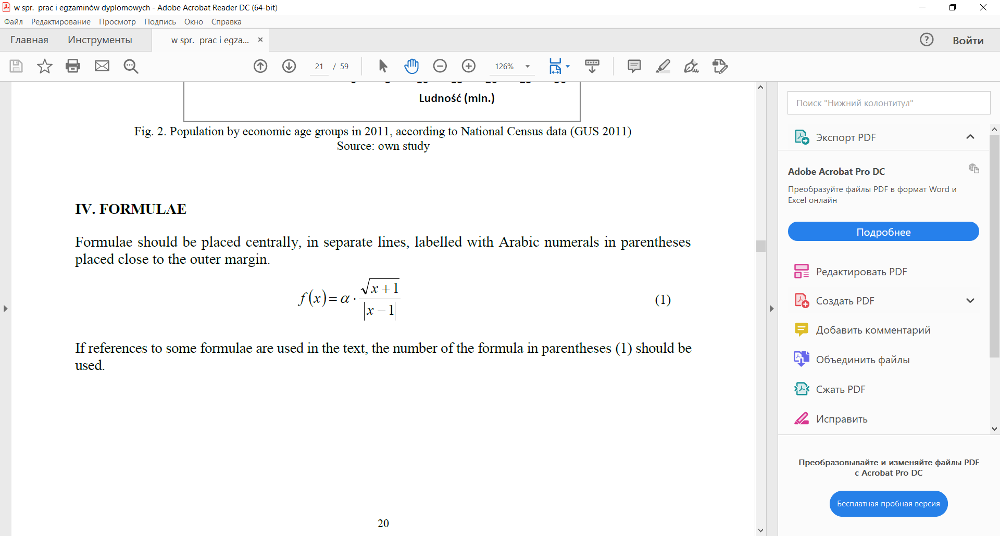 w spr.  prac i egzaminów dyplomowych - Adobe Acrobat Reader DC (64-bit)
Файл Редактирование Просмотр Подпись Окно Справка
Главная Инструменты w spr.  prac i egza... × ? Войти
21 / 59 126%
Ludność (mln.)
Fig. 2. Population by economic age groups in 2011, according to National Census data (GUS 2011)
Source: own study
IV. FORMULAE
Formulae should be placed centrally, in separate lines, labelled with Arabic numerals in parentheses
placed close to the outer margin.
f(x) = α · √(x + 1) / |x − 1| (1)
If references to some formulae are used in the text, the number of the formula in parentheses (1) should be
used.
20
Поиск "Нижний колонтитул"
Экспорт PDF
Adobe Acrobat Pro DC
Преобразуйте файлы PDF в формат Word и
Excel онлайн
Подробнее
Редактировать PDF
Создать PDF
Добавить комментарий
Объединить файлы
Сжать PDF
Исправить
Преобразовывайте и изменяйте файлы PDF
с Acrobat Pro DC
Бесплатная пробная версия